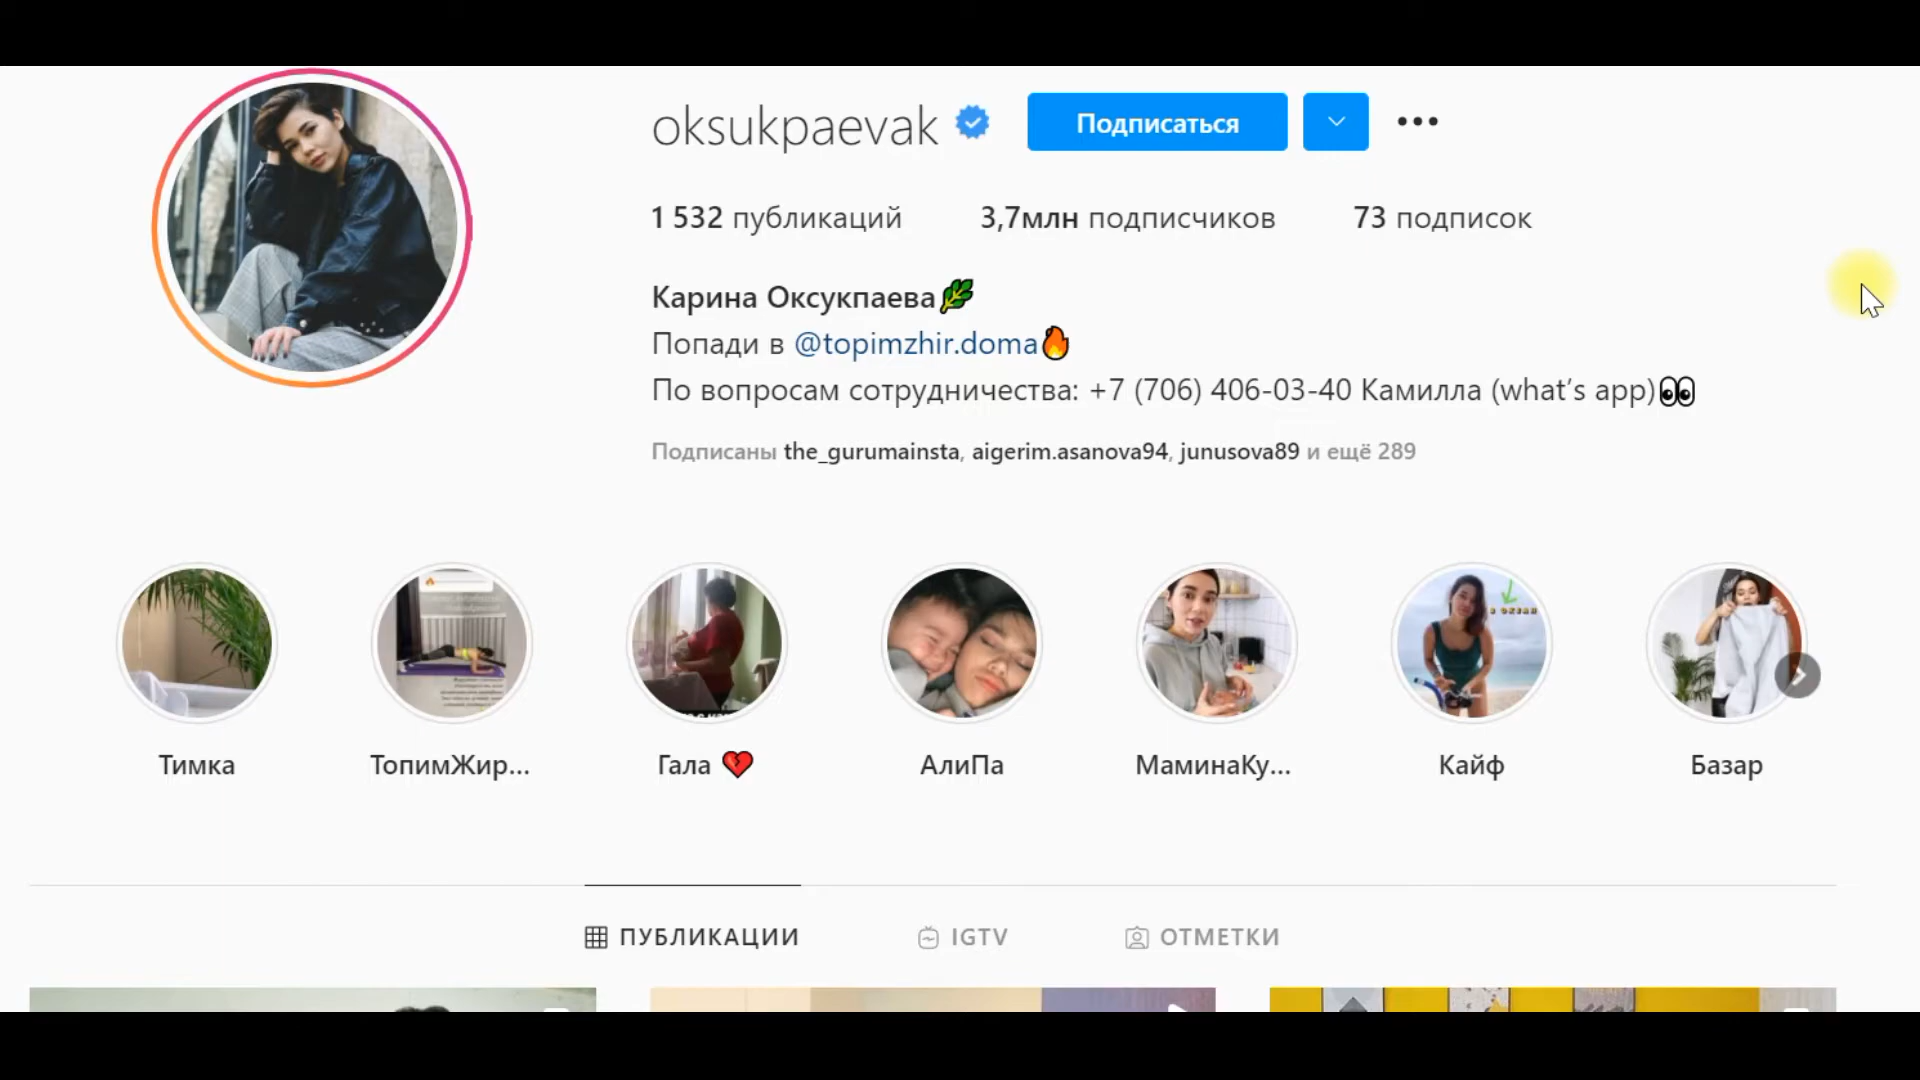 oksukpaevak
Подписаться
1 532 публикаций 3,7млн подписчиков 73 подписок
Карина Оксукпаева🌿
Попади в @topimzhir.doma🔥
По вопросам сотрудничества: +7 (706) 406-03-40 Камилла (what’s app)👀
Подписаны the_gurumainsta, aigerim.asanova94, junusova89 и ещё 289
Тимка ТопимЖир... Гала 💔 АлиПа МаминаКу... Кайф Базар
ПУБЛИКАЦИИ IGTV ОТМЕТКИ